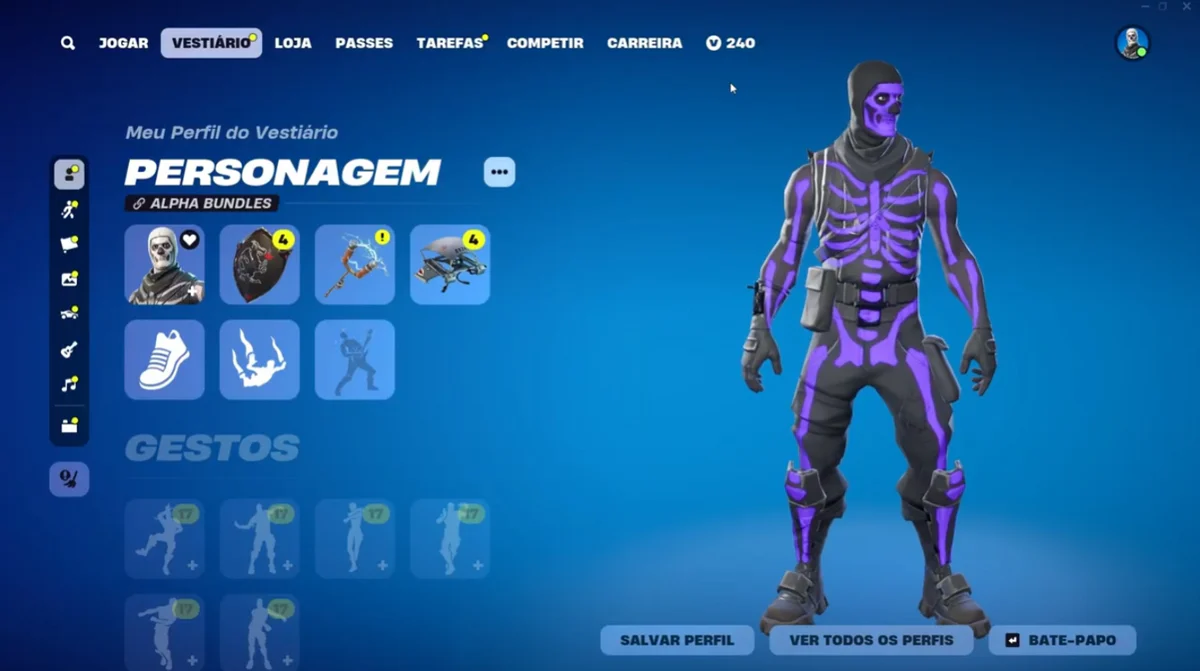 JOGAR VESTIÁRIO LOJA PASSES TAREFAS COMPETIR CARREIRA V 240
Meu Perfil do Vestiário
PERSONAGEM
ALPHA BUNDLES
4 ! 4
GESTOS
17 17 17 17
17 17
SALVAR PERFIL VER TODOS OS PERFIS BATE-PAPO